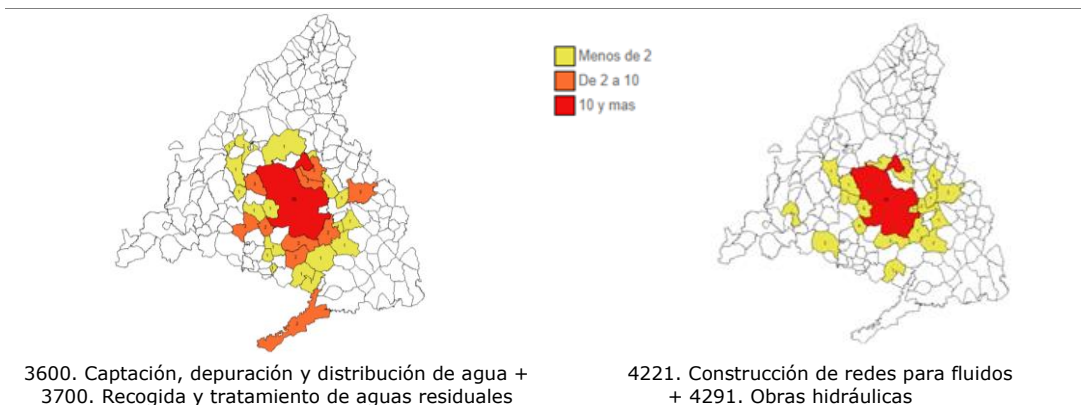 Menos de 2
De 2 a 10
10 y mas
3600. Captación, depuración y distribución de agua +
3700. Recogida y tratamiento de aguas residuales
4221. Construcción de redes para fluidos
+ 4291. Obras hidráulicas